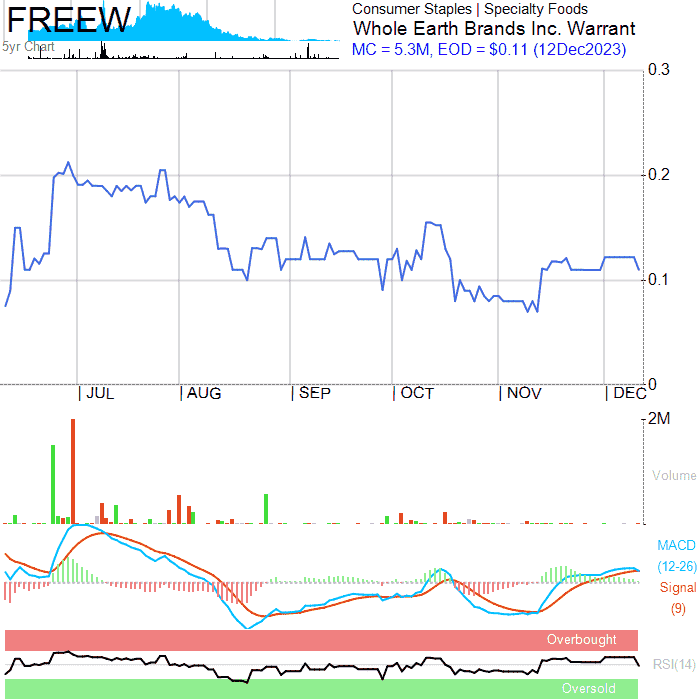 FREEW
5yr Chart
Consumer Staples | Specialty Foods
Whole Earth Brands Inc. Warrant
MC = 5.3M, EOD = $0.11 (12Dec2023)
0.3
0.2
0.1
0
|JUL |AUG |SEP |OCT |NOV |DEC
2M
Volume
MACD
(12-26)
Signal
(9)
Overbought
RSI(14)
Oversold